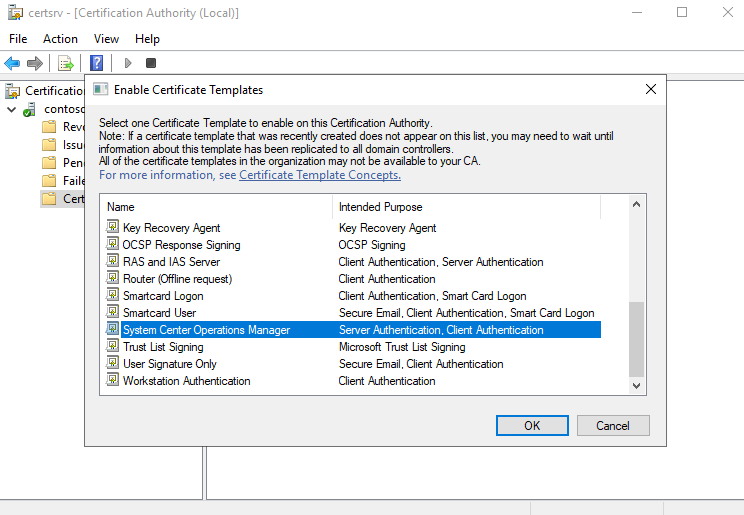 certsrv - [Certification Authority (Local)]
File Action View Help
Certification
contoso
Revo
Issue
Pend
Faile
Cert
Enable Certificate Templates
Select one Certificate Template to enable on this Certification Authority.
Note: If a certificate template that was recently created does not appear on this list, you may need to wait until
information about this template has been replicated to all domain controllers.
All of the certificate templates in the organization may not be available to your CA.
For more information, see Certificate Template Concepts.
Name Intended Purpose
Key Recovery Agent Key Recovery Agent
OCSP Response Signing OCSP Signing
RAS and IAS Server Client Authentication, Server Authentication
Router (Offline request) Client Authentication
Smartcard Logon Client Authentication, Smart Card Logon
Smartcard User Secure Email, Client Authentication, Smart Card Logon
System Center Operations Manager Server Authentication, Client Authentication
Trust List Signing Microsoft Trust List Signing
User Signature Only Secure Email, Client Authentication
Workstation Authentication Client Authentication
OK Cancel